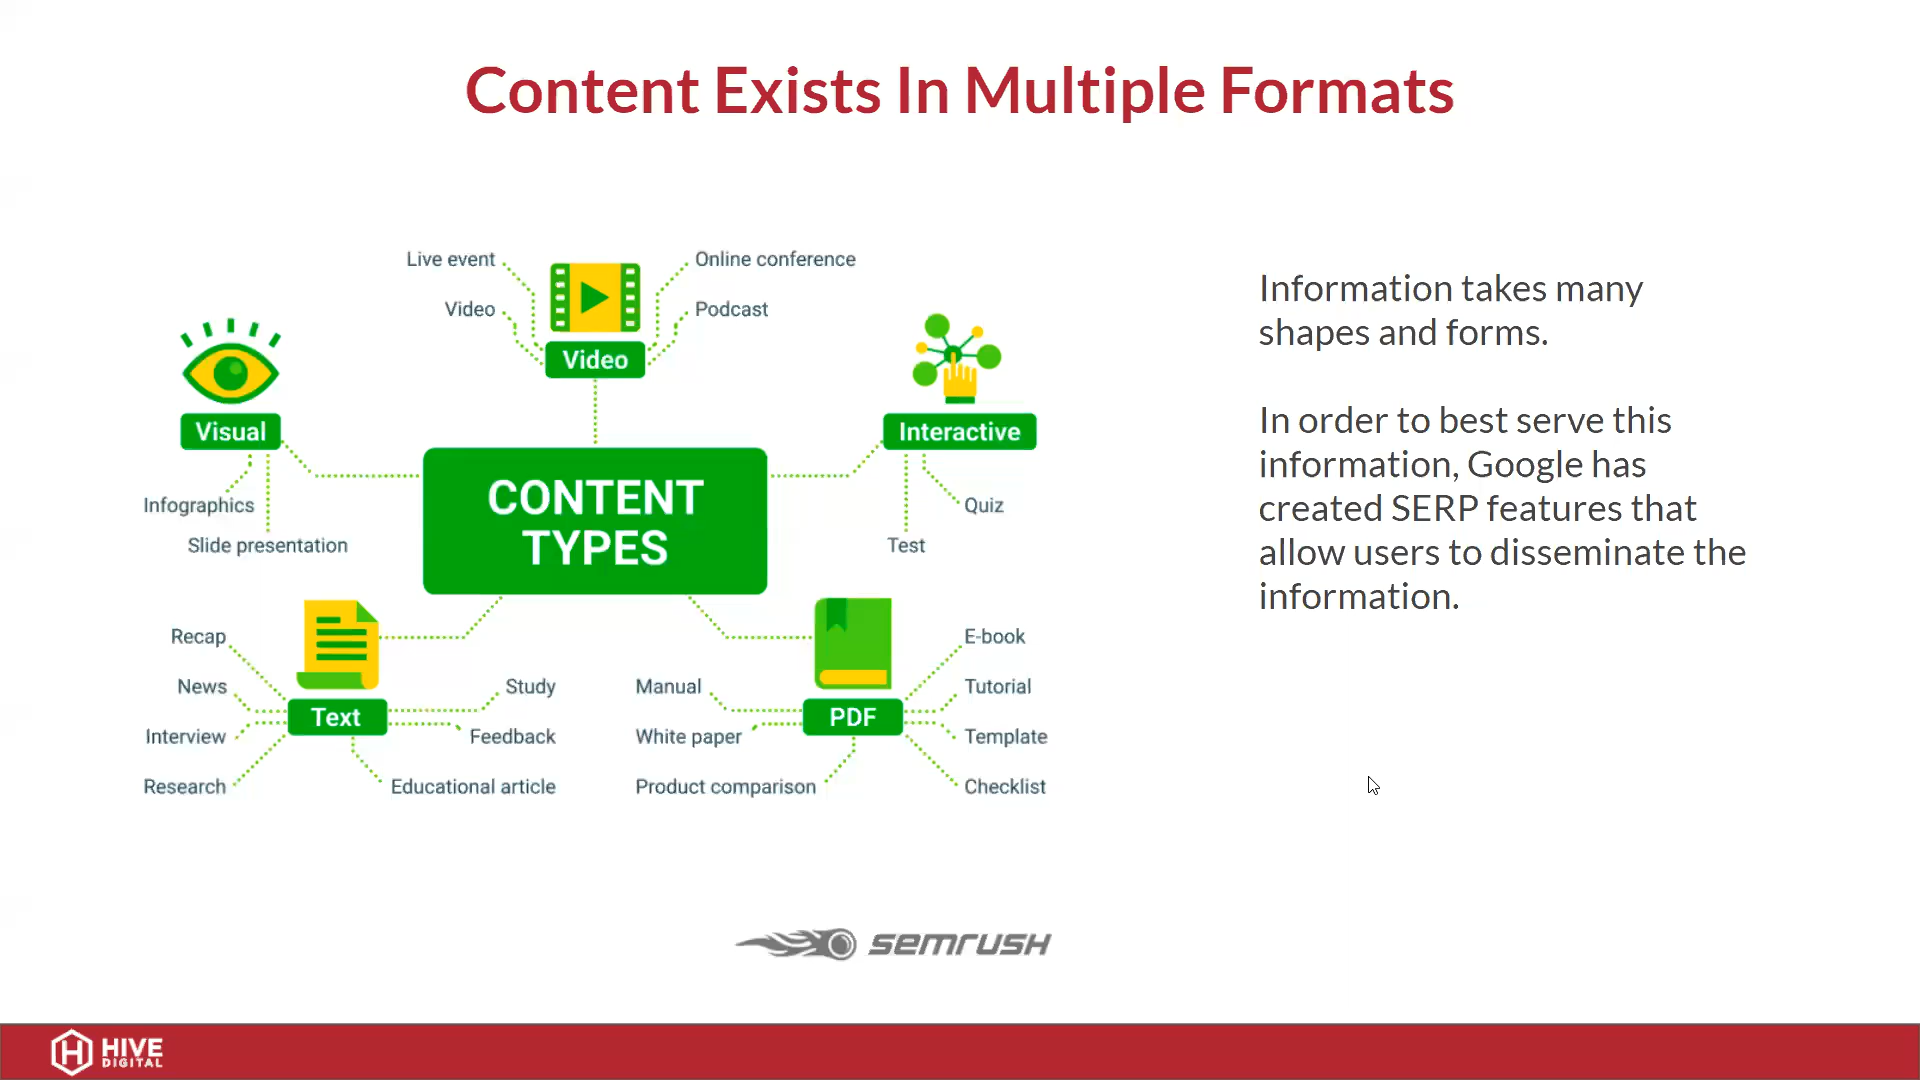 Content Exists In Multiple Formats
Live event
Online conference
Video
Podcast
Video
Visual
Interactive
Infographics
Quiz
Slide presentation
Test
CONTENT
TYPES
Recap
News
Study
Text
Interview
Feedback
Research
Educational article
E-book
Manual
Tutorial
PDF
White paper
Template
Product comparison
Checklist
Information takes many
shapes and forms.
In order to best serve this
information, Google has
created SERP features that
allow users to disseminate the
information.
semrush
HIVE
DIGITAL